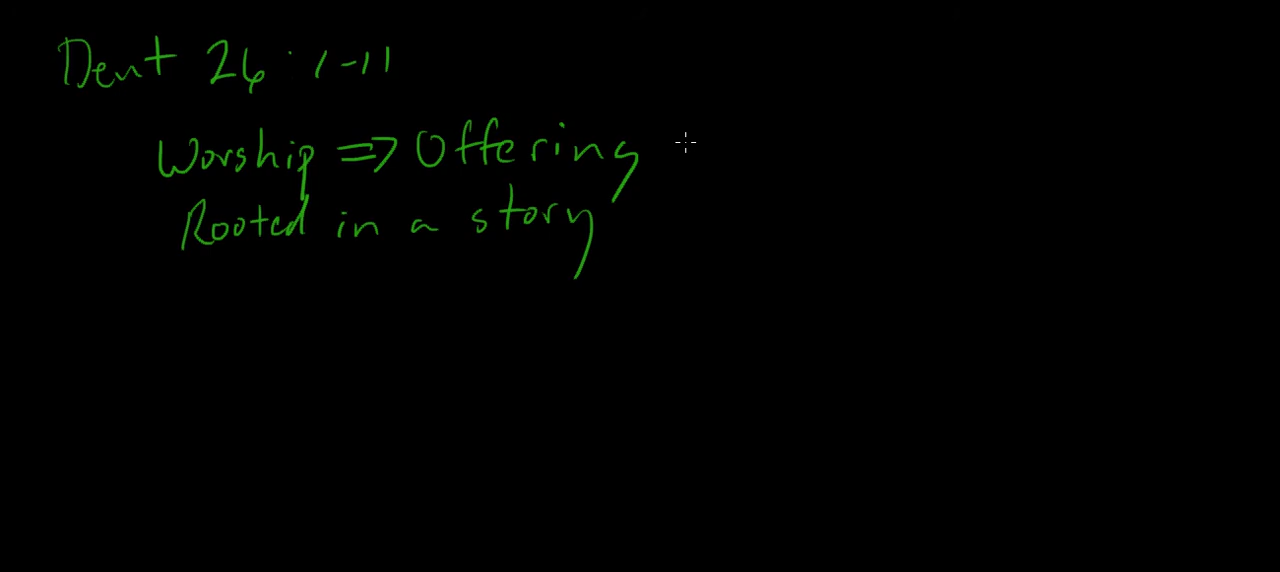 Deut 26:1-11
Worship ⇒ Offering
Rooted in a story